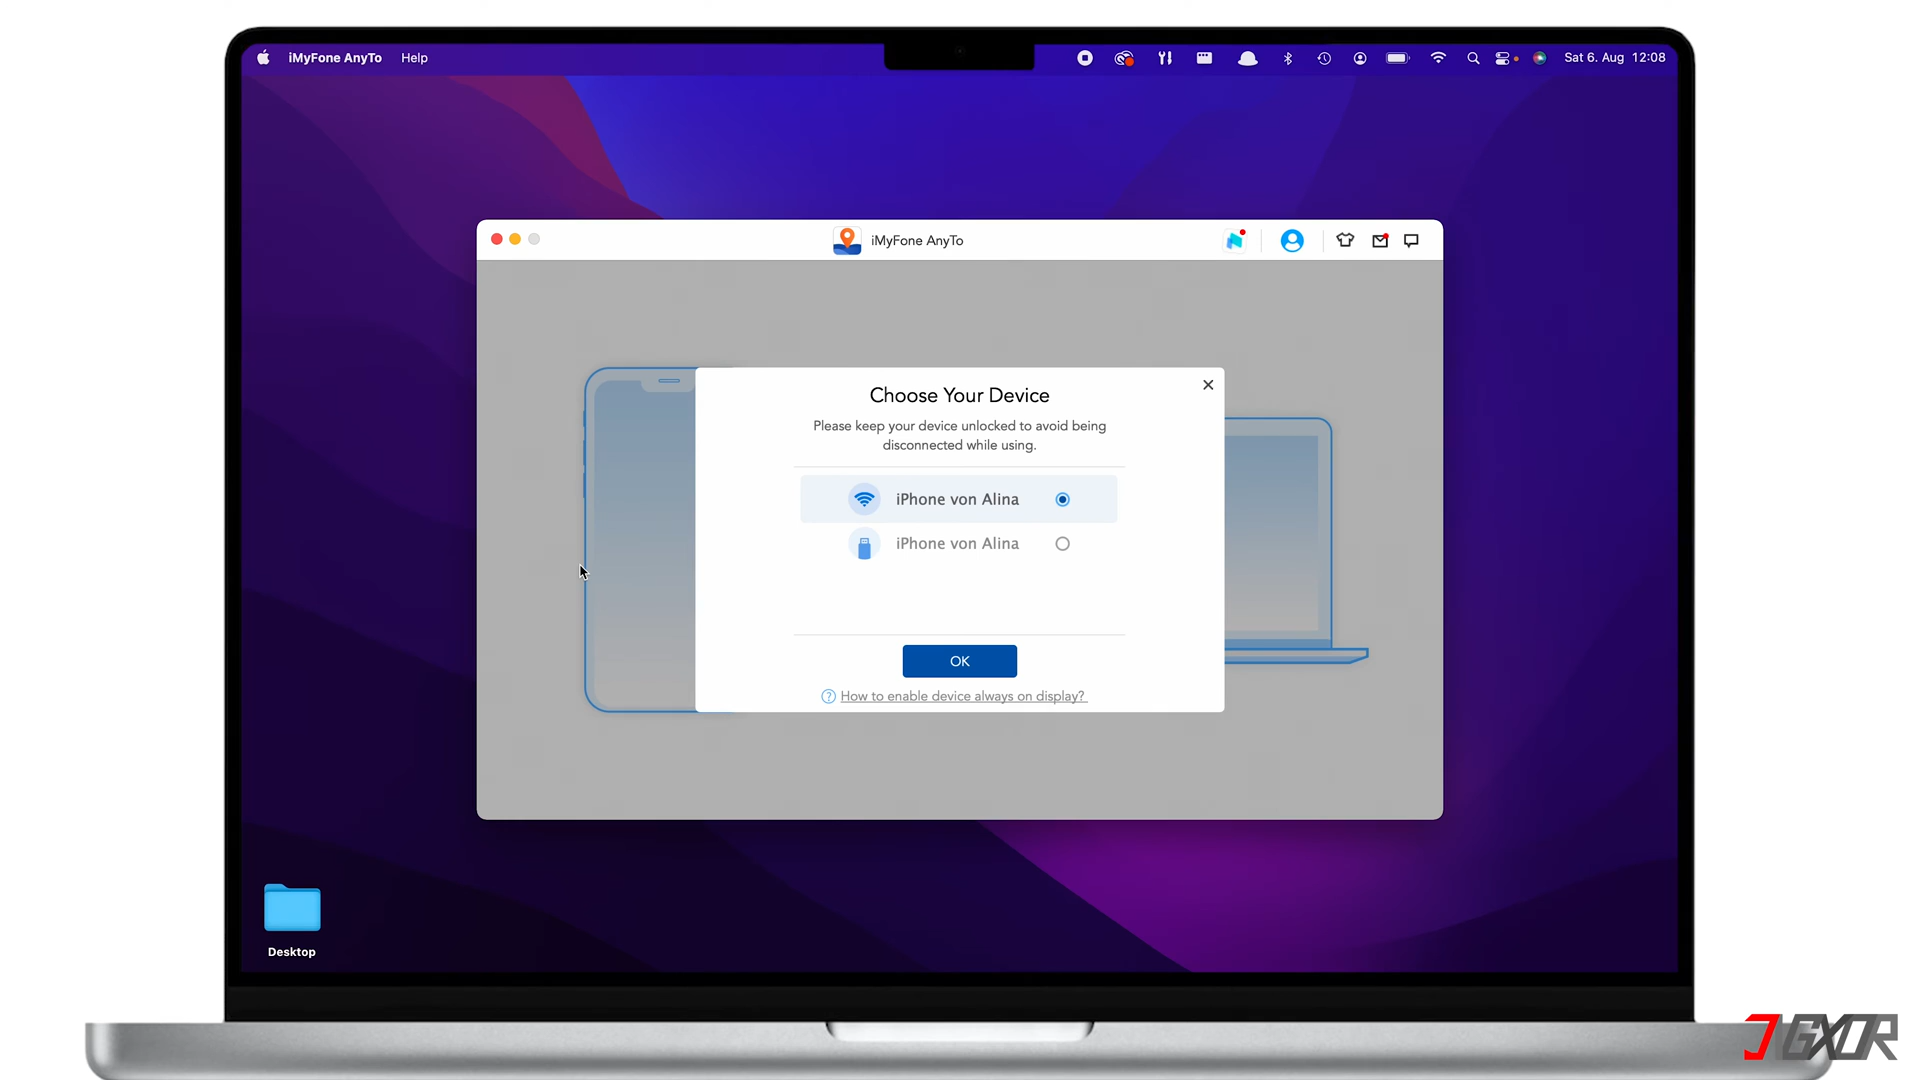 iMyFone AnyTo Help Sat 6. Aug 12:08
iMyFone AnyTo
Choose Your Device
Please keep your device unlocked to avoid being
disconnected while using.
iPhone von Alina
iPhone von Alina
OK
? How to enable device always on display?
Desktop
JGXOR